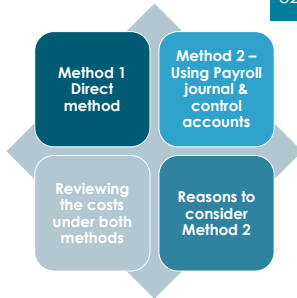 Method 1
Direct
method
Method 2 –
Using Payroll
journal &
control
accounts
Reviewing
the costs
under both
methods
Reasons to
consider
Method 2